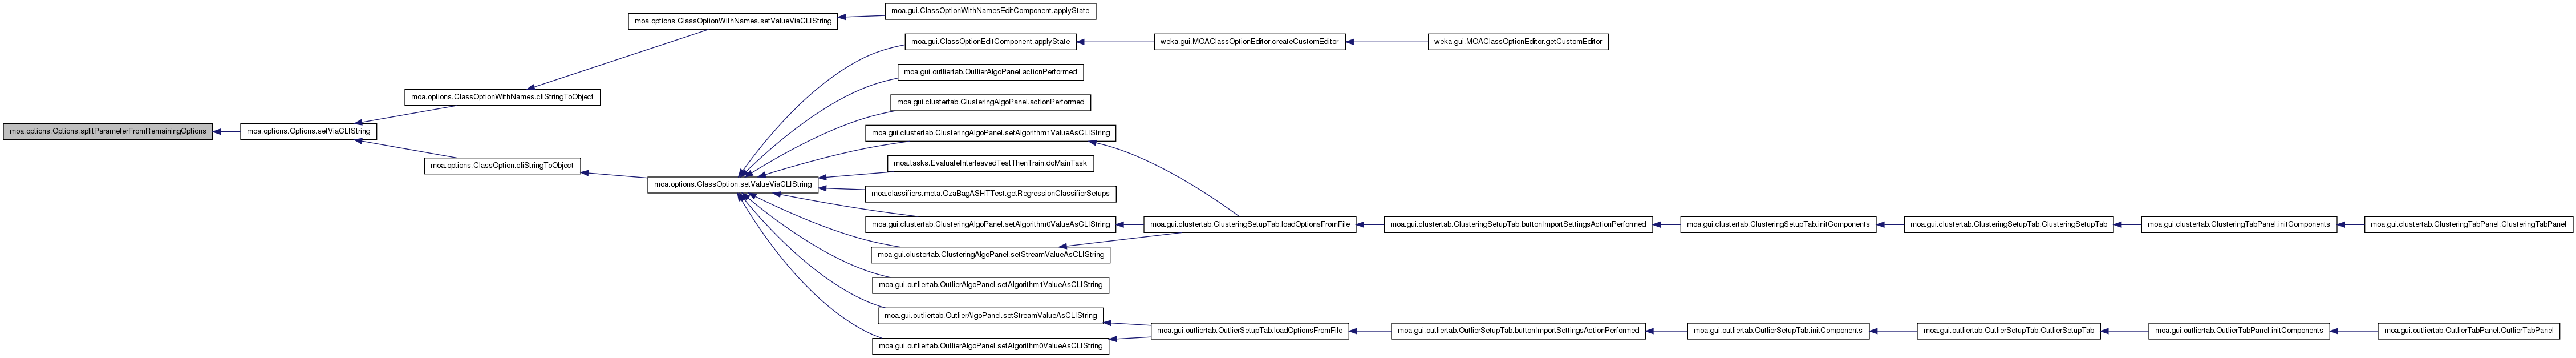 moa.options.ClassOptionWithNames.setValueViaCLIString
moa.gui.ClassOptionWithNamesEditComponent.applyState
moa.gui.ClassOptionEditComponent.applyState
weka.gui.MOAClassOptionEditor.createCustomEditor
weka.gui.MOAClassOptionEditor.getCustomEditor
moa.gui.outliertab.OutlierAlgoPanel.actionPerformed
moa.options.ClassOptionWithNames.cliStringToObject
moa.gui.clustertab.ClusteringAlgoPanel.actionPerformed
moa.options.Options.splitParameterFromRemainingOptions
moa.options.Options.setViaCLIString
moa.gui.clustertab.ClusteringAlgoPanel.setAlgorithm1ValueAsCLIString
moa.options.ClassOption.cliStringToObject
moa.tasks.EvaluateInterleavedTestThenTrain.doMainTask
moa.options.ClassOption.setValueViaCLIString
moa.classifiers.meta.OzaBagASHTTest.getRegressionClassifierSetups
moa.gui.clustertab.ClusteringAlgoPanel.setAlgorithm0ValueAsCLIString
moa.gui.clustertab.ClusteringSetupTab.loadOptionsFromFile
moa.gui.clustertab.ClusteringSetupTab.buttonImportSettingsActionPerformed
moa.gui.clustertab.ClusteringSetupTab.initComponents
moa.gui.clustertab.ClusteringSetupTab.ClusteringSetupTab
moa.gui.clustertab.ClusteringTabPanel.initComponents
moa.gui.clustertab.ClusteringTabPanel.ClusteringTabPanel
moa.gui.clustertab.ClusteringAlgoPanel.setStreamValueAsCLIString
moa.gui.outliertab.OutlierAlgoPanel.setAlgorithm1ValueAsCLIString
moa.gui.outliertab.OutlierAlgoPanel.setStreamValueAsCLIString
moa.gui.outliertab.OutlierSetupTab.loadOptionsFromFile
moa.gui.outliertab.OutlierSetupTab.buttonImportSettingsActionPerformed
moa.gui.outliertab.OutlierSetupTab.initComponents
moa.gui.outliertab.OutlierSetupTab.OutlierSetupTab
moa.gui.outliertab.OutlierTabPanel.initComponents
moa.gui.outliertab.OutlierTabPanel.OutlierTabPanel
moa.gui.outliertab.OutlierAlgoPanel.setAlgorithm0ValueAsCLIString